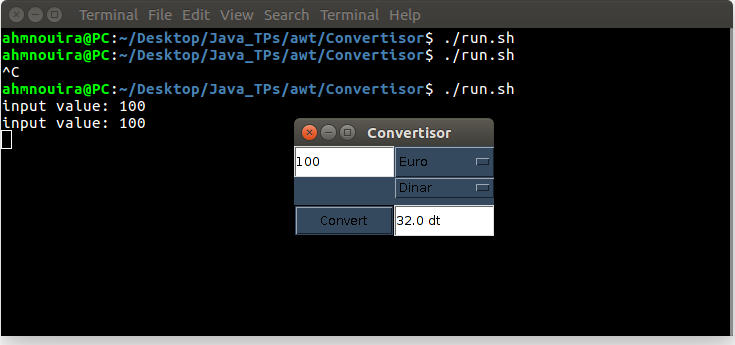 Terminal File Edit View Search Terminal Help
ahmnouira@PC:~/Desktop/Java_TPs/awt/Convertisor$ ./run.sh
ahmnouira@PC:~/Desktop/Java_TPs/awt/Convertisor$ ./run.sh
^C
ahmnouira@PC:~/Desktop/Java_TPs/awt/Convertisor$ ./run.sh
input value: 100
input value: 100
Convertisor
100 Euro
Dinar
Convert 32.0 dt